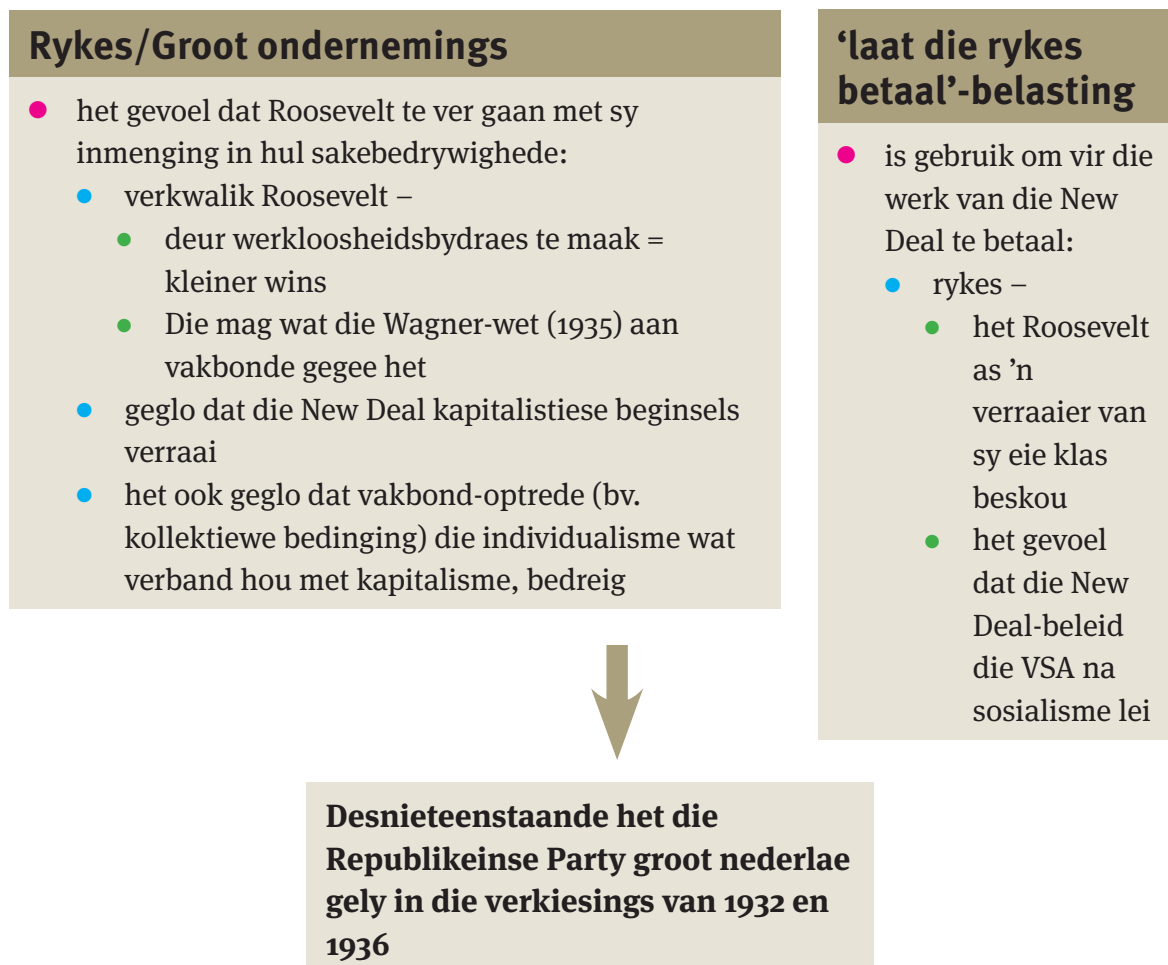 Rykes/Groot ondernemings
● het gevoel dat Roosevelt te ver gaan met sy
inmenging in hul sakebedrywighede:
● verkwalik Roosevelt –
● deur werkloosheidsbydraes te maak =
kleiner wins
● Die mag wat die Wagner-wet (1935) aan
vakbonde gegee het
● geglo dat die New Deal kapitalistiese beginsels
verraai
● het ook geglo dat vakbond-optrede (bv.
kollektiewe bedinging) die individualisme wat
verband hou met kapitalisme, bedreig
‘laat die rykes
betaal’-belasting
● is gebruik om vir die
werk van die New
Deal te betaal:
● rykes –
● het Roosevelt
as ’n
verraaier van
sy eie klas
beskou
● het gevoel
dat die New
Deal-beleid
die VSA na
sosialisme lei
Desnieteenstaande het die
Republikeinse Party groot nederlae
gely in die verkiesings van 1932 en
1936